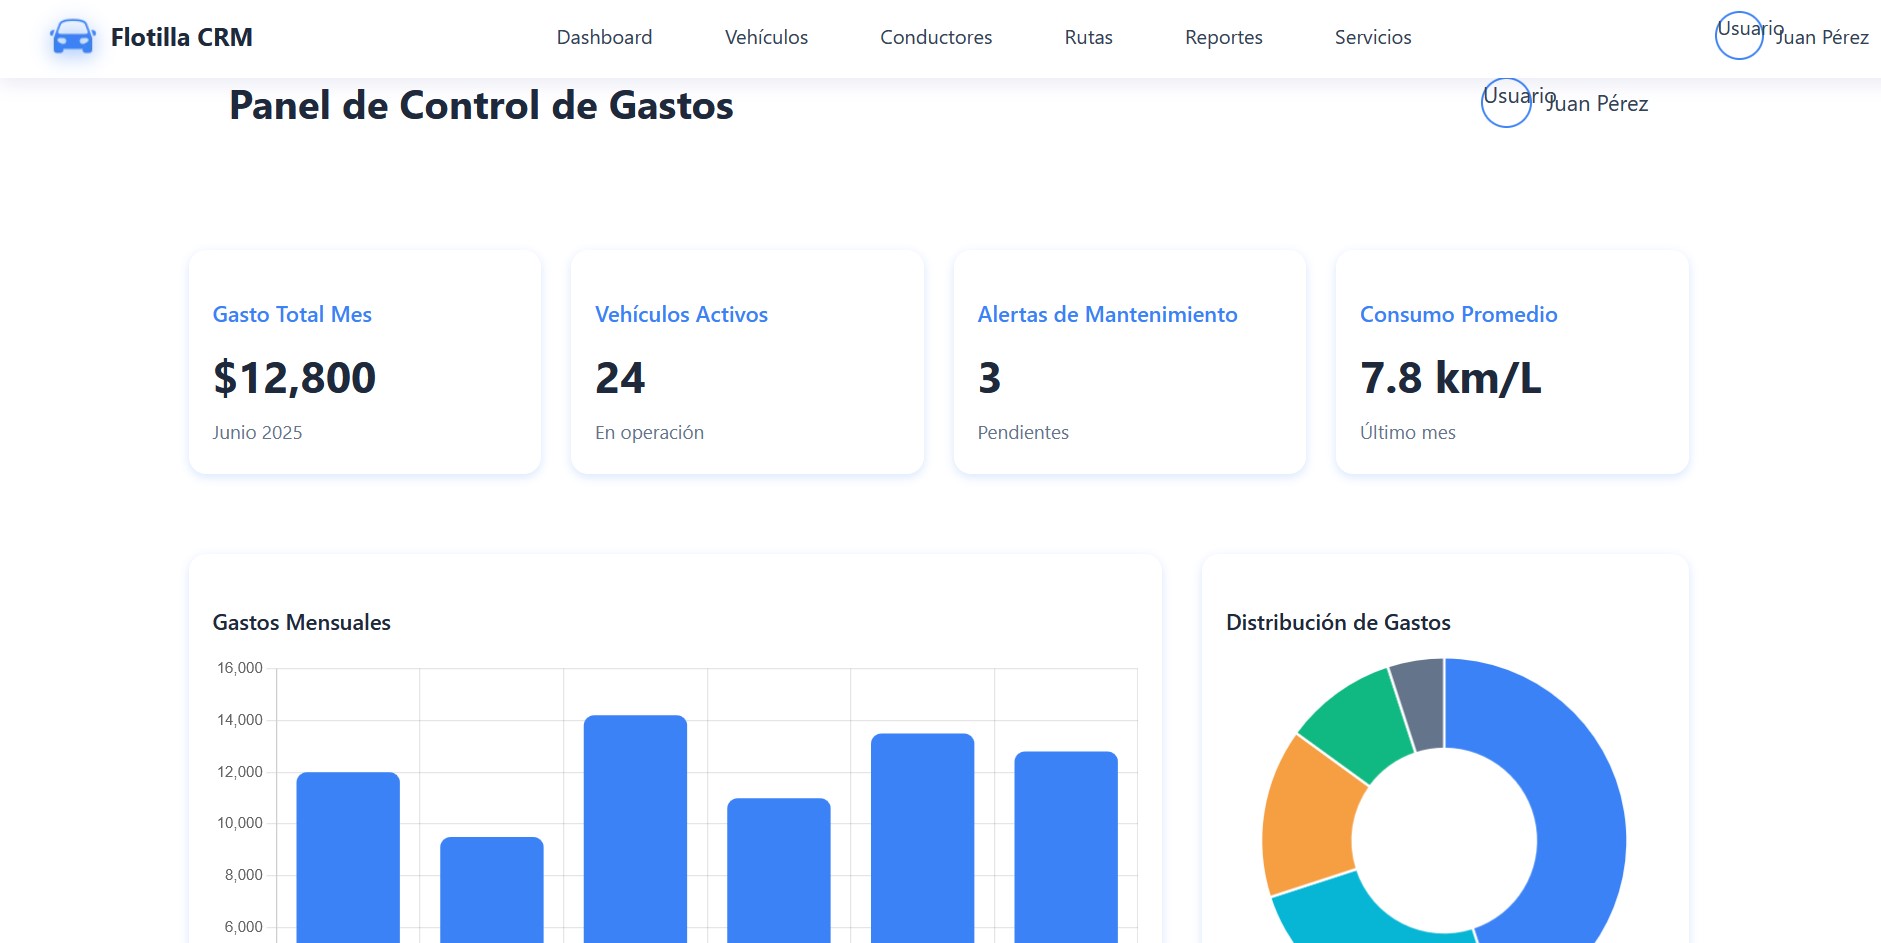 Flotilla CRM
Dashboard
Vehículos
Conductores
Rutas
Reportes
Servicios
Usuario
Juan Pérez
Panel de Control de Gastos
Usuario
Juan Pérez
Gasto Total Mes
$12,800
Junio 2025
Vehículos Activos
24
En operación
Alertas de Mantenimiento
3
Pendientes
Consumo Promedio
7.8 km/L
Último mes
Gastos Mensuales
16,000
14,000
12,000
10,000
8,000
6,000
Distribución de Gastos